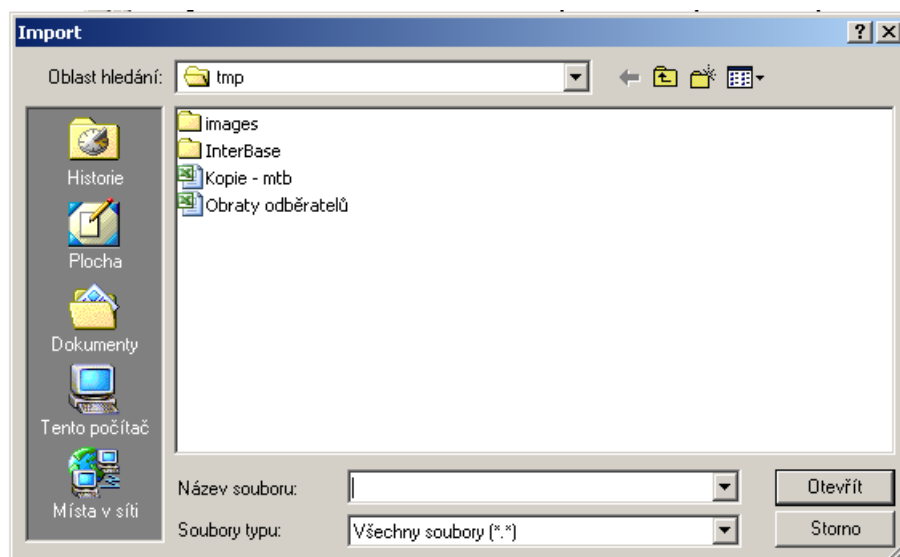 Import
Oblast hledání:
tmp
Historie
Plocha
Dokumenty
Tento počítač
Místa v síti
images
InterBase
Kopie - mtb
Obraty odběratelů
Název souboru:
Otevřít
Soubory typu:
Všechny soubory (*.*)
Storno